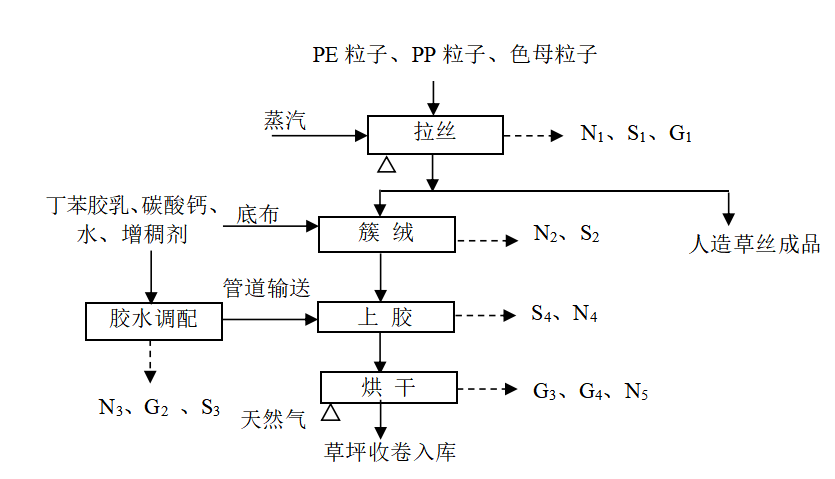 PE 粒子、PP 粒子、色母粒子
蒸汽
拉丝
N₁、S₁、G₁
丁苯胶乳、碳酸钙、
水、增稠剂
底布
簇 绒
N₂、S₂
人造草丝成品
管道输送
胶水调配
上 胶
S₄、N₄
烘 干
G₃、G₄、N₅
N₃、G₂ 、S₃
天然气
草坪收卷入库